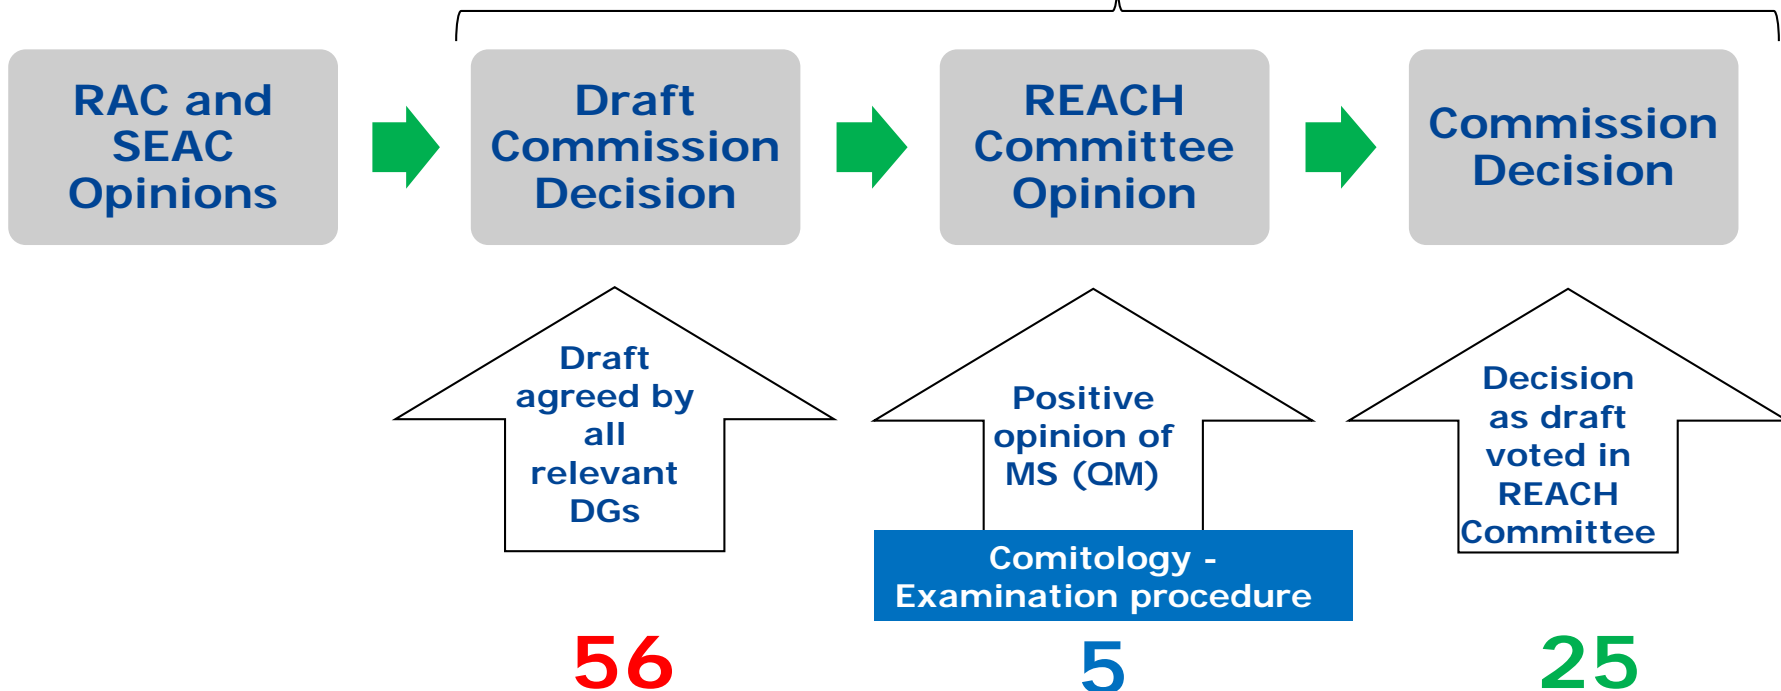 RAC and
SEAC
Opinions
Draft
Commission
Decision
REACH
Committee
Opinion
Commission
Decision
Draft
agreed by
all
relevant
DGs
Positive
opinion of
MS (QM)
Decision
as draft
voted in
REACH
Committee
Comitology -
Examination procedure
56
5
25